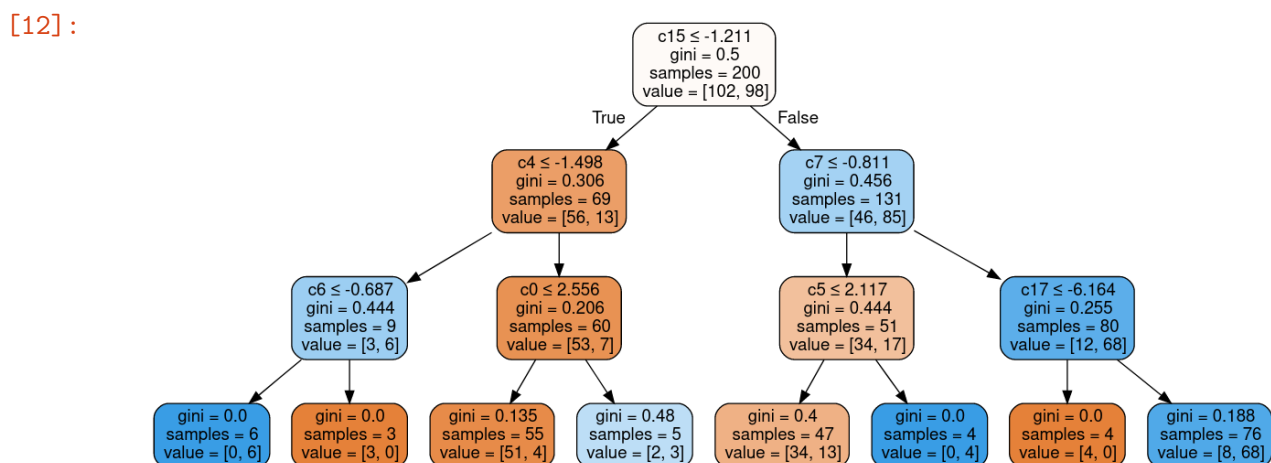 [12]:
c15 ≤ -1.211
gini = 0.5
samples = 200
value = [102, 98]
True
False
c4 ≤ -1.498
gini = 0.306
samples = 69
value = [56, 13]
c7 ≤ -0.811
gini = 0.456
samples = 131
value = [46, 85]
c6 ≤ -0.687
gini = 0.444
samples = 9
value = [3, 6]
c0 ≤ 2.556
gini = 0.206
samples = 60
value = [53, 7]
c5 ≤ 2.117
gini = 0.444
samples = 51
value = [34, 17]
c17 ≤ -6.164
gini = 0.255
samples = 80
value = [12, 68]
gini = 0.0
samples = 6
value = [0, 6]
gini = 0.0
samples = 3
value = [3, 0]
gini = 0.135
samples = 55
value = [51, 4]
gini = 0.48
samples = 5
value = [2, 3]
gini = 0.4
samples = 47
value = [34, 13]
gini = 0.0
samples = 4
value = [0, 4]
gini = 0.0
samples = 4
value = [4, 0]
gini = 0.188
samples = 76
value = [8, 68]